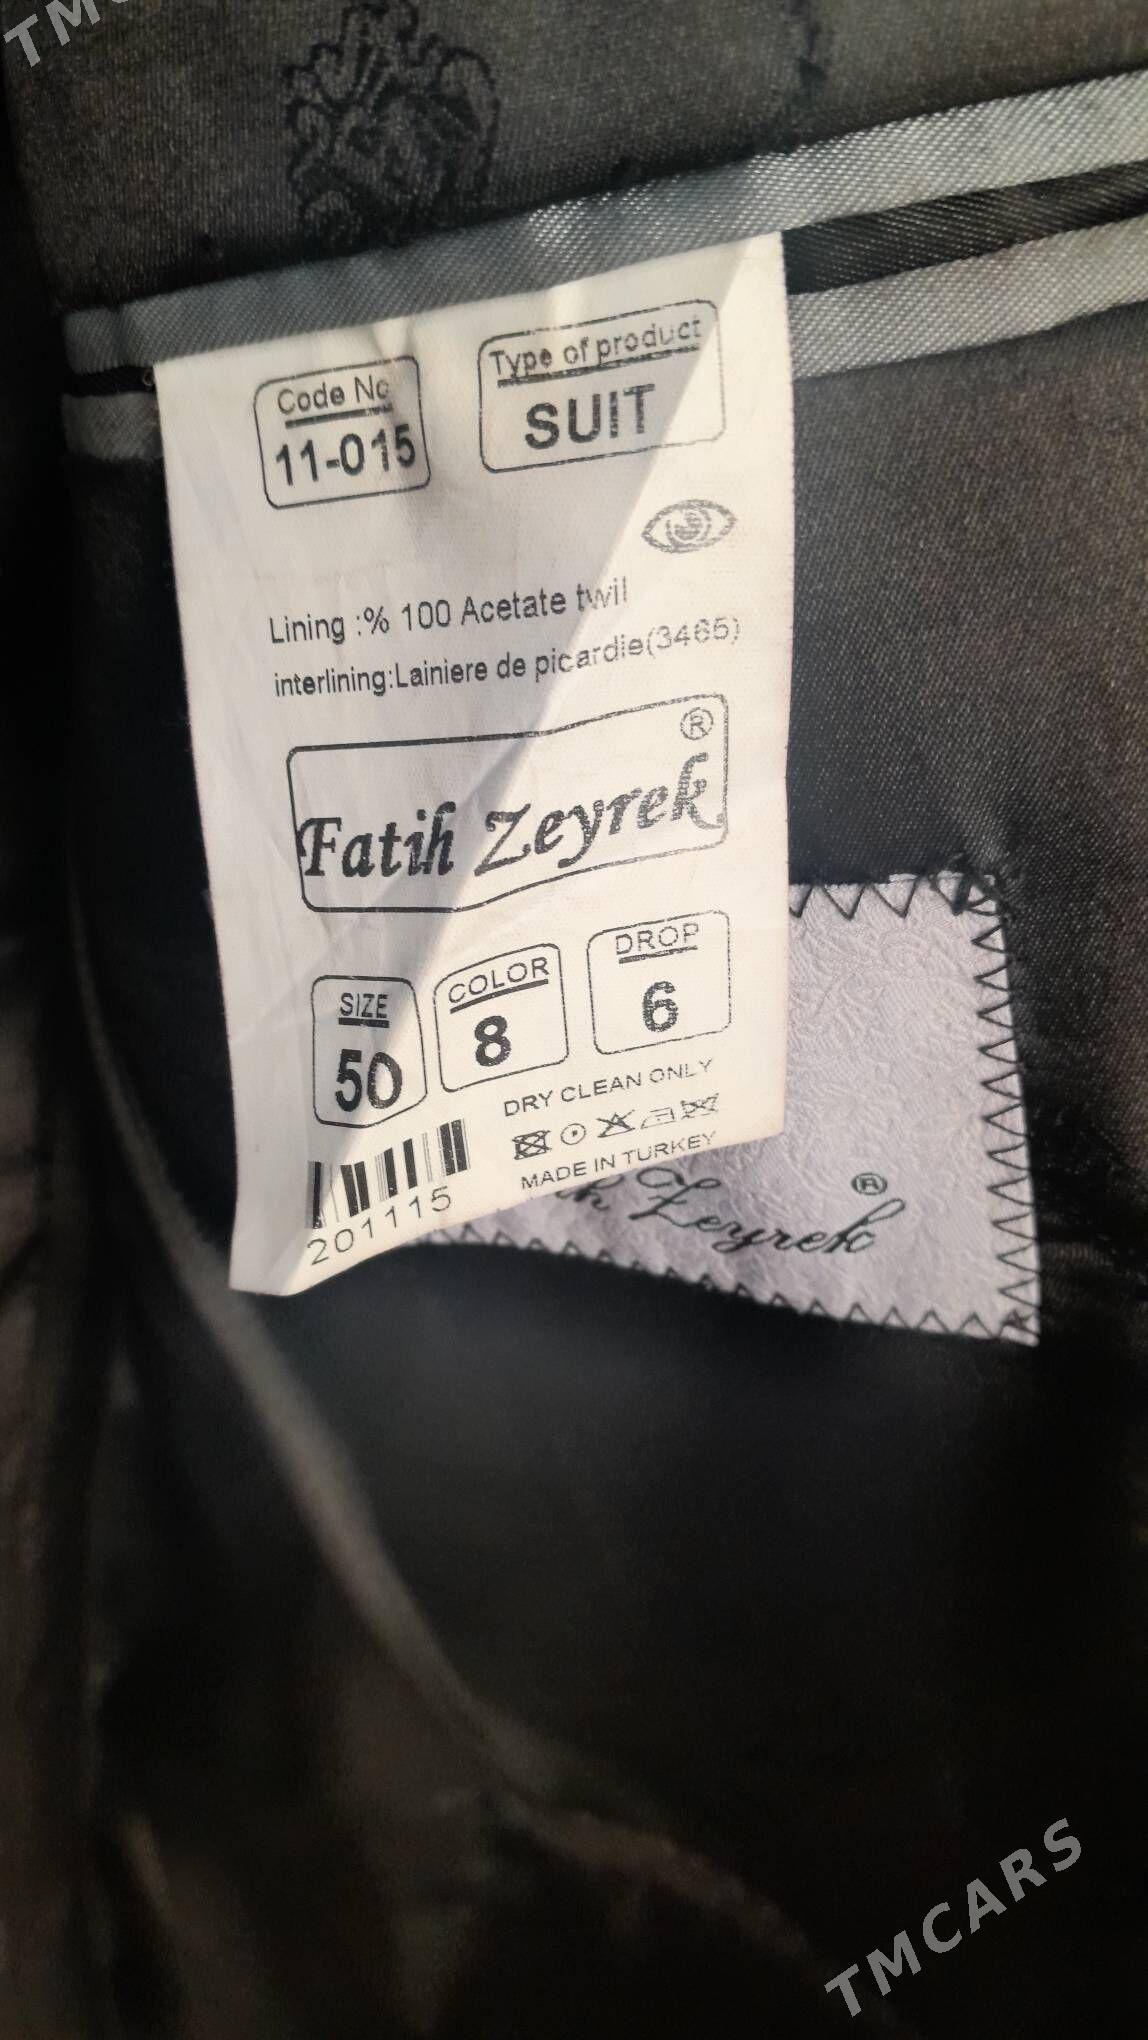 Code No
11-015
Type of product
SUIT
Lining :% 100 Acetate twil
interlining:Lainiere de picardie(3465)
®
Fatih Zeyrek
SIZE
50
COLOR
8
DROP
6
DRY CLEAN ONLY
MADE IN TURKEY
201115
®
Zeyrek
TMCARS